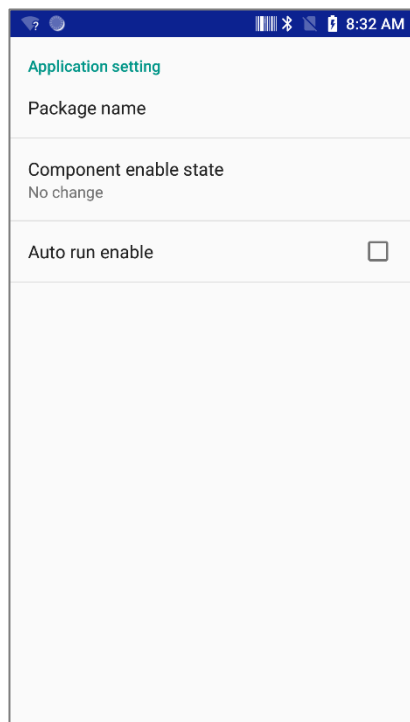 8:32 AM
Application setting
Package name
Component enable state
No change
Auto run enable